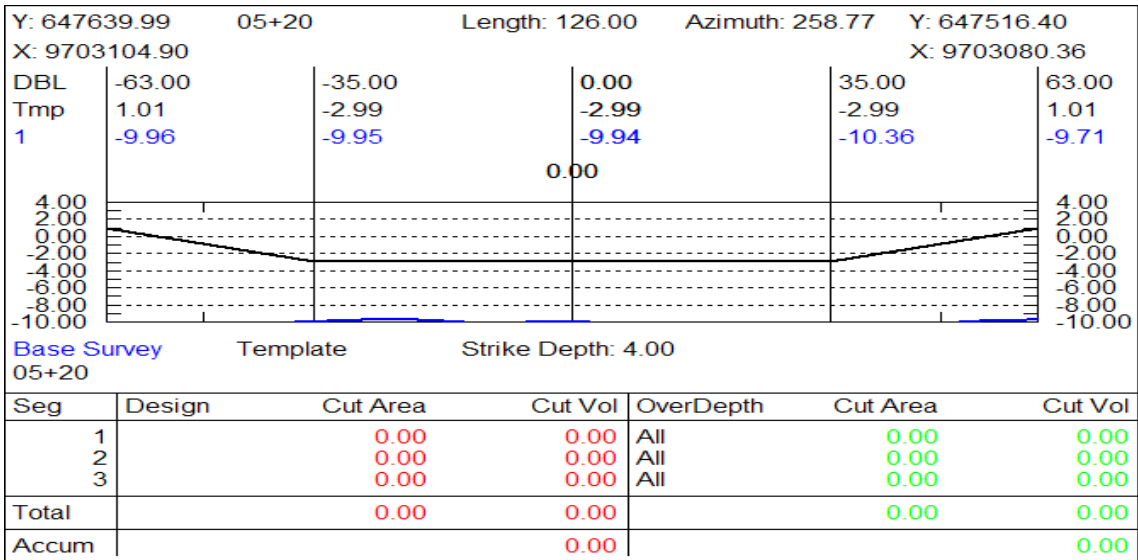 Y: 647639.99 05+20 Length: 126.00 Azimuth: 258.77 Y: 647516.40
X: 9703104.90 X: 9703080.36
DBL -63.00 -35.00 0.00 35.00 63.00
Tmp 1.01 -2.99 -2.99 -2.99 1.01
1 -9.96 -9.95 -9.94 -10.36 -9.71
0.00
4.00 4.00
2.00 2.00
0.00 0.00
-2.00 -2.00
-4.00 -4.00
-6.00 -6.00
-8.00 -8.00
-10.00 -10.00
Base Survey Template Strike Depth: 4.00
05+20
Seg Design Cut Area Cut Vol OverDepth Cut Area Cut Vol
1 0.00 0.00 All 0.00 0.00
2 0.00 0.00 All 0.00 0.00
3 0.00 0.00 All 0.00 0.00
Total 0.00 0.00 0.00 0.00
Accum 0.00 0.00